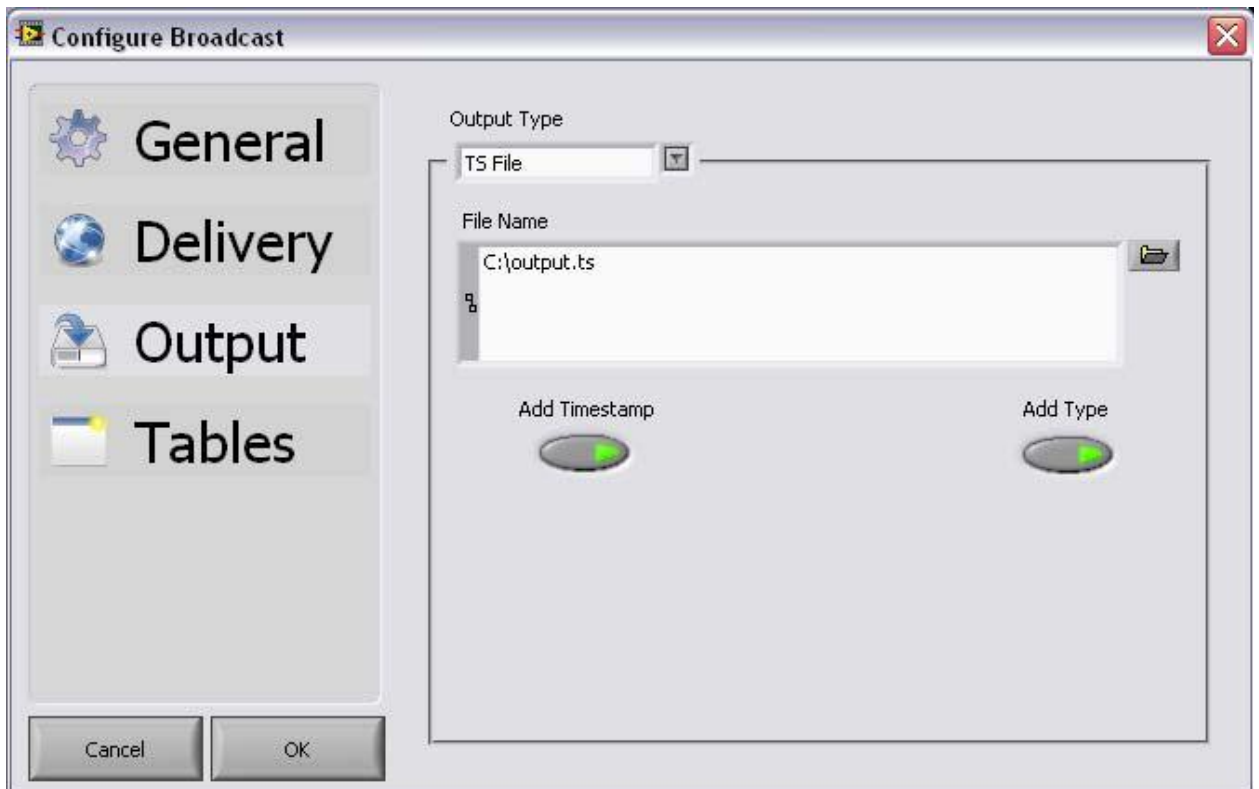 Configure Broadcast
General
Delivery
Output
Tables
Cancel
OK
Output Type
TS File
File Name
C:\output.ts
Add Timestamp
Add Type